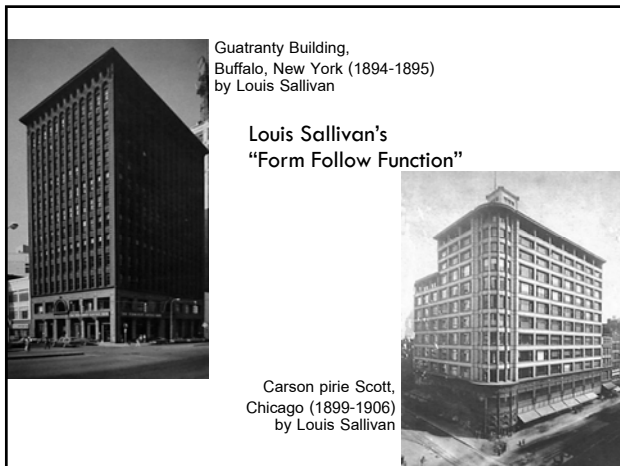 Guatranty Building,
Buffalo, New York (1894-1895)
by Louis Sallivan
Louis Sallivan's
“Form Follow Function”
Carson pirie Scott,
Chicago (1899-1906)
by Louis Sallivan